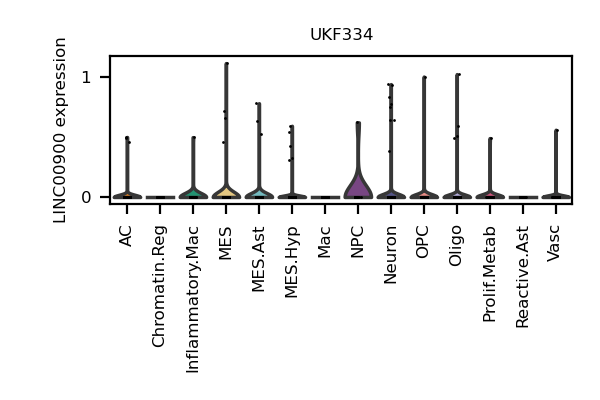 UKF334
LINC00900 expression
1
0
AC
Chromatin.Reg
Inflammatory.Mac
MES
MES.Ast
MES.Hyp
Mac
NPC
Neuron
OPC
Oligo
Prolif.Metab
Reactive.Ast
Vasc